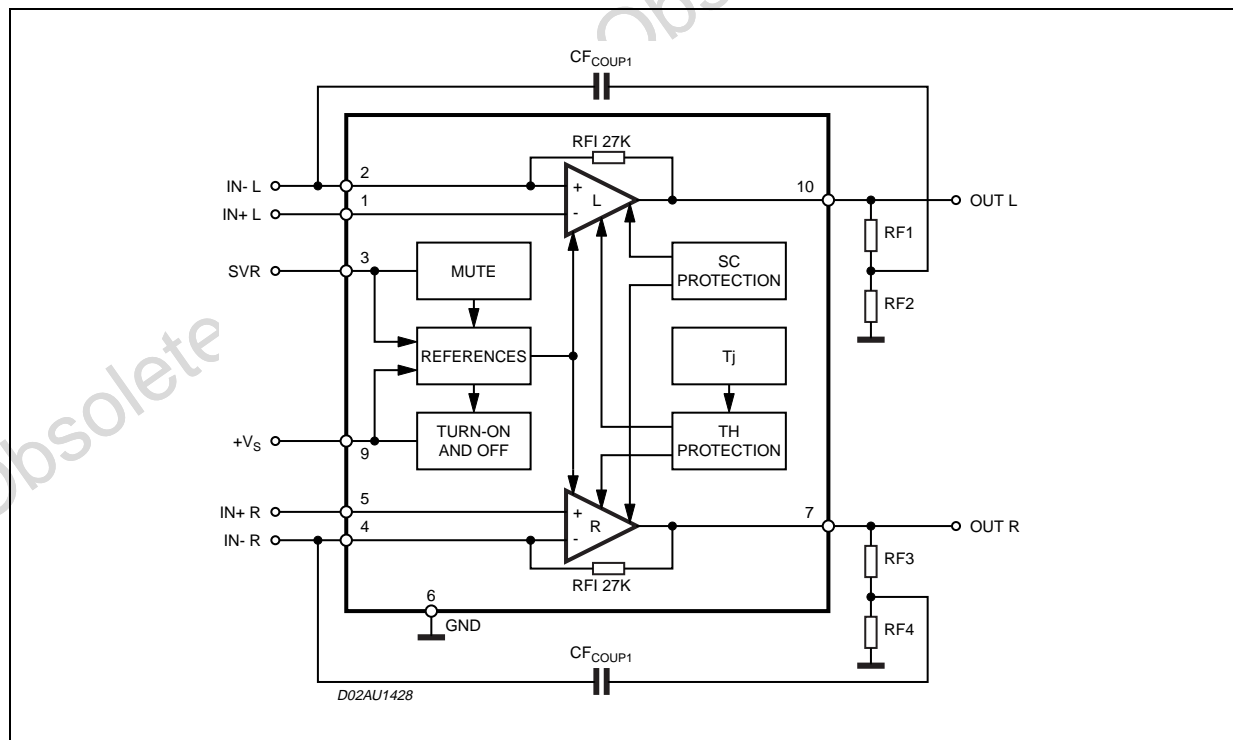 Obsolete
Obs
CF COUP1
RFI 27K
IN- L
2
+
L
10
OUT L
IN+ L
1
-
RF1
SVR
3
MUTE
SC
PROTECTION
RF2
REFERENCES
Tj
+VS
9
TURN-ON
AND OFF
TH
PROTECTION
IN+ R
5
+
R
7
OUT R
IN- R
4
-
RF3
RFI 27K
6
GND
RF4
CF COUP1
D02AU1428